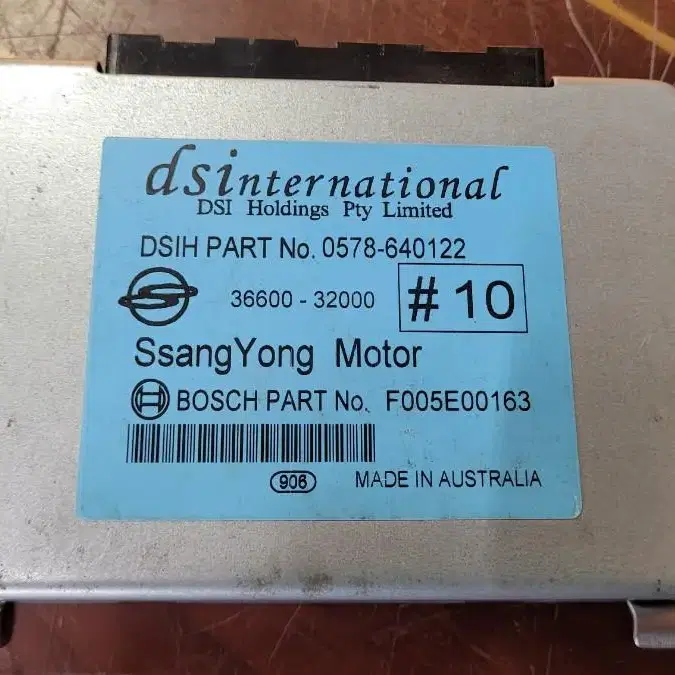 dsinternational
DSI Holdings Pty Limited
DSIH PART No. 0578-640122
36600 - 32000 # 10
SsangYong Motor
BOSCH PART No. F005E00163
906 MADE IN AUSTRALIA